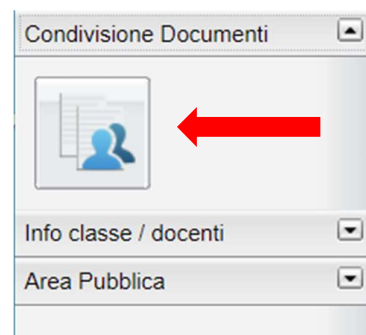 Condivisione Documenti
Info classe / docenti
Area Pubblica